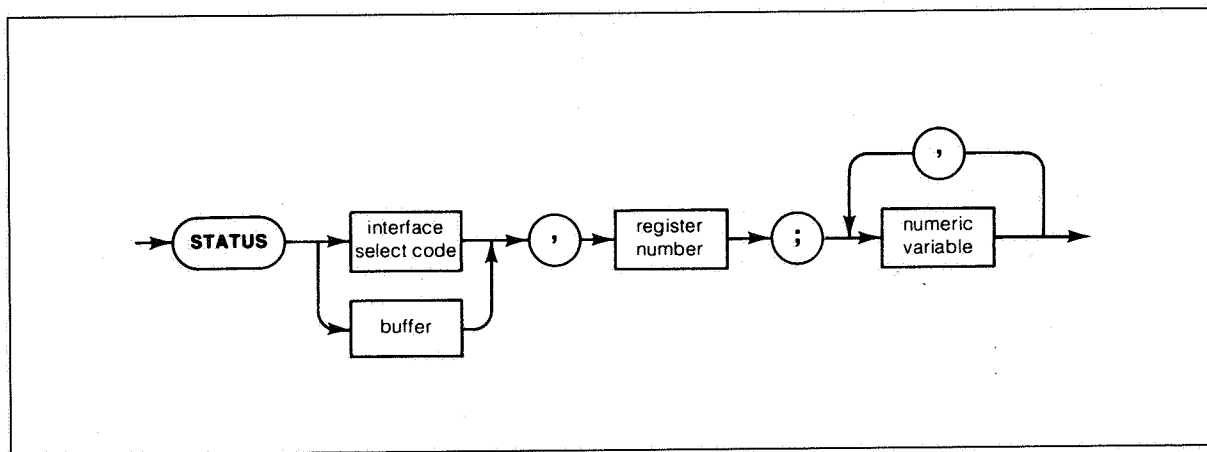 STATUS
interface
select code
buffer
,
register
number
;
,
numeric
variable